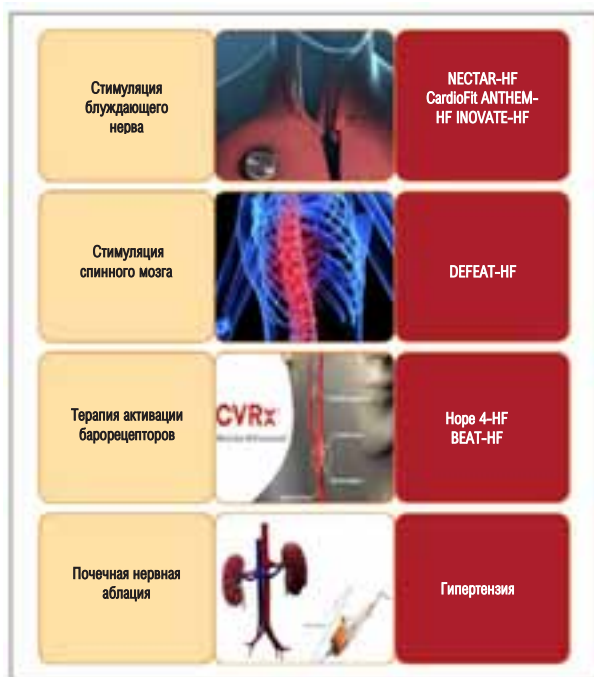 Стимуляция
блуждающего
нерва
NECTAR-HF
CardioFit ANTHEM-
HF INOVATE-HF
Стимуляция
спинного мозга
DEFEAT-HF
Терапия активации
барорецепторов
CVRx
Hope 4-HF
BEAT-HF
Почечная нервная
аблация
Гипертензия